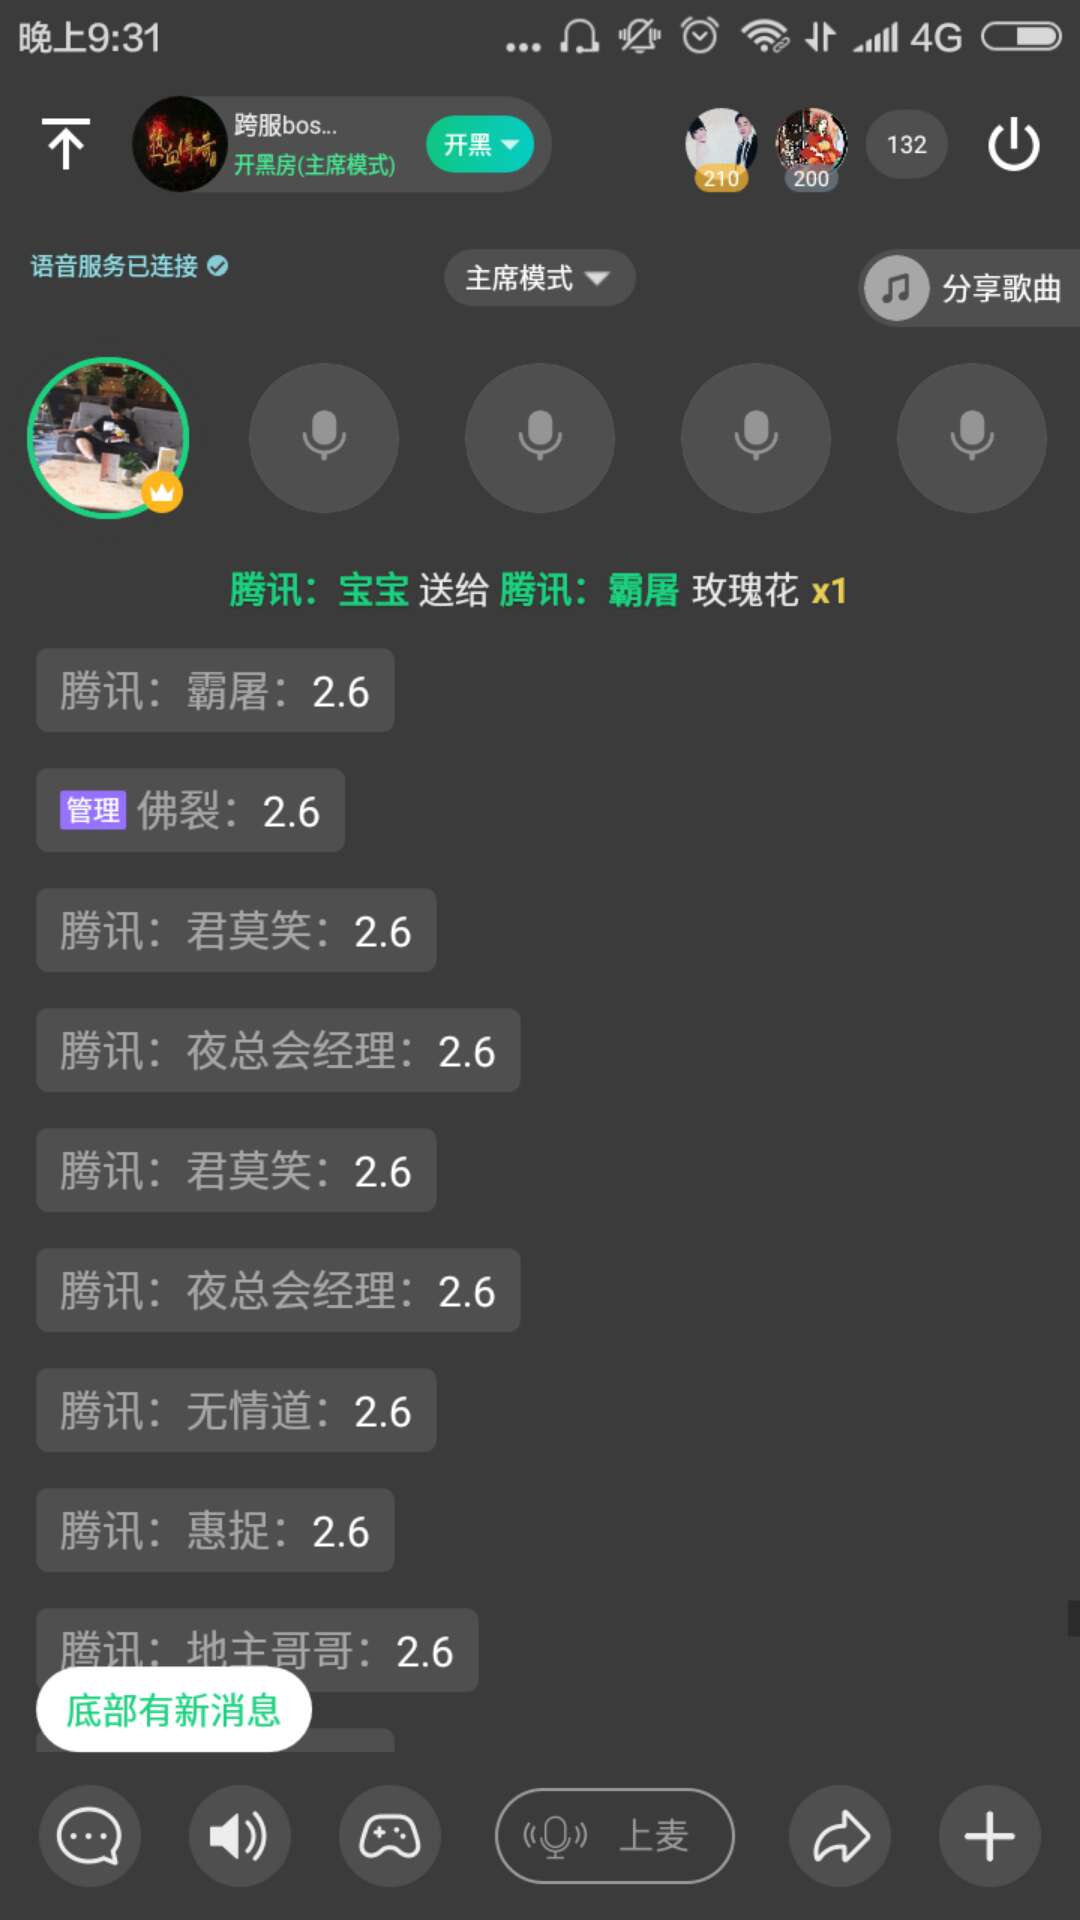 晚上9:31
4G
热血传奇
跨服bos...
开黑房(主席模式)
开黑
210
200
132
语音服务已连接
主席模式
分享歌曲
腾讯：宝宝 送给 腾讯：霸屠 玫瑰花 x1
腾讯：霸屠：2.6
管理 佛裂：2.6
腾讯：君莫笑：2.6
腾讯：夜总会经理：2.6
腾讯：君莫笑：2.6
腾讯：夜总会经理：2.6
腾讯：无情道：2.6
腾讯：惠捉：2.6
腾讯：地主哥哥：2.6
底部有新消息
上麦